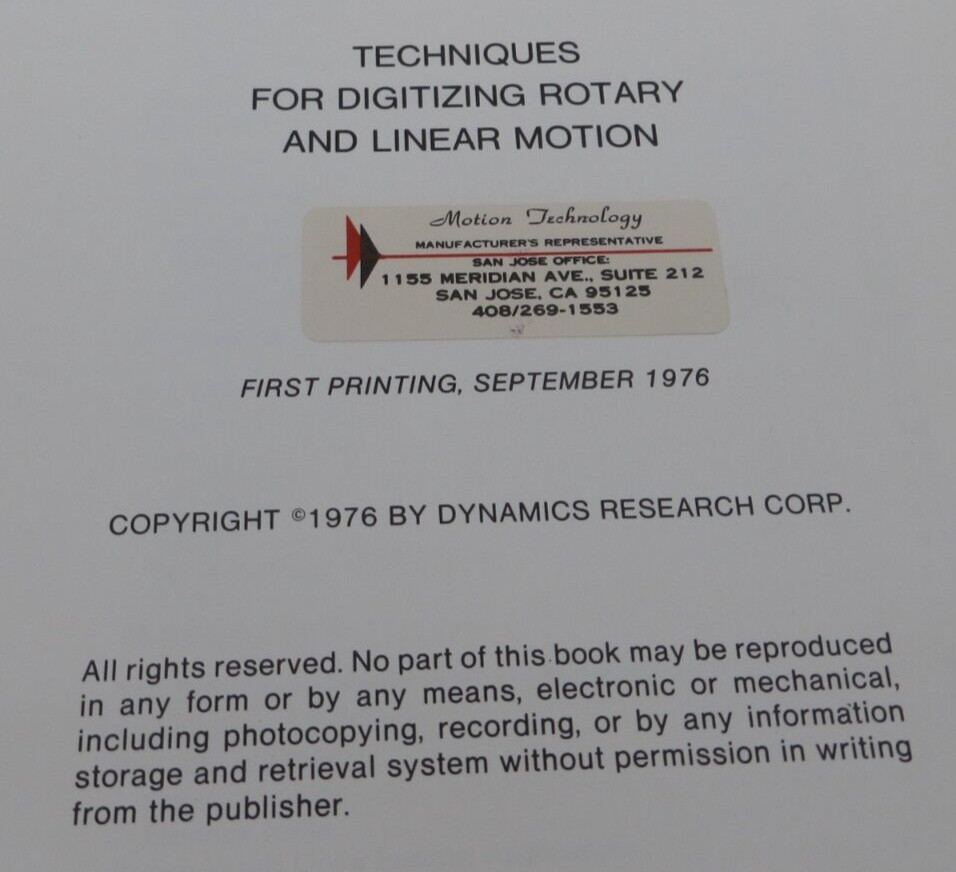 TECHNIQUES
FOR DIGITIZING ROTARY
AND LINEAR MOTION
Motion Technology
MANUFACTURER'S REPRESENTATIVE
SAN JOSE OFFICE:
1155 MERIDIAN AVE., SUITE 212
SAN JOSE, CA 95125
408/269-1553
FIRST PRINTING, SEPTEMBER 1976
COPYRIGHT ©1976 BY DYNAMICS RESEARCH CORP.
All rights reserved. No part of this book may be reproduced
in any form or by any means, electronic or mechanical,
including photocopying, recording, or by any information
storage and retrieval system without permission in writing
from the publisher.